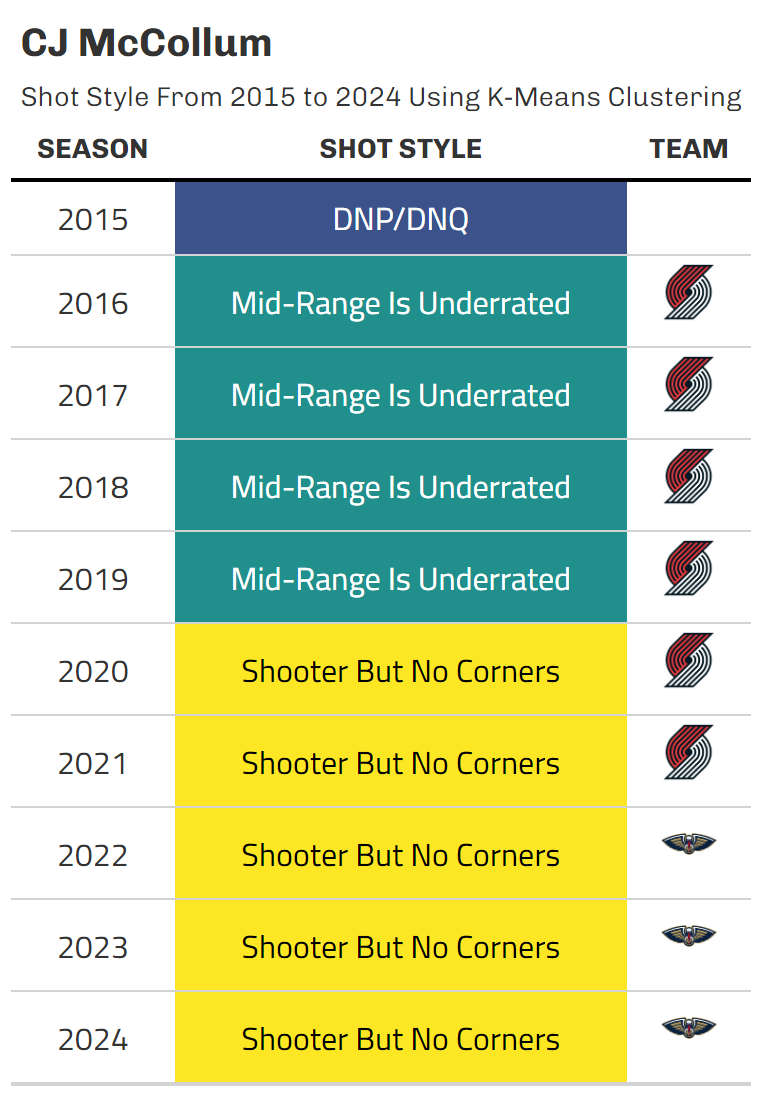 CJ McCollum
Shot Style From 2015 to 2024 Using K-Means Clustering
SEASON SHOT STYLE TEAM
2015 DNP/DNQ
2016 Mid-Range Is Underrated
2017 Mid-Range Is Underrated
2018 Mid-Range Is Underrated
2019 Mid-Range Is Underrated
2020 Shooter But No Corners
2021 Shooter But No Corners
2022 Shooter But No Corners
2023 Shooter But No Corners
2024 Shooter But No Corners